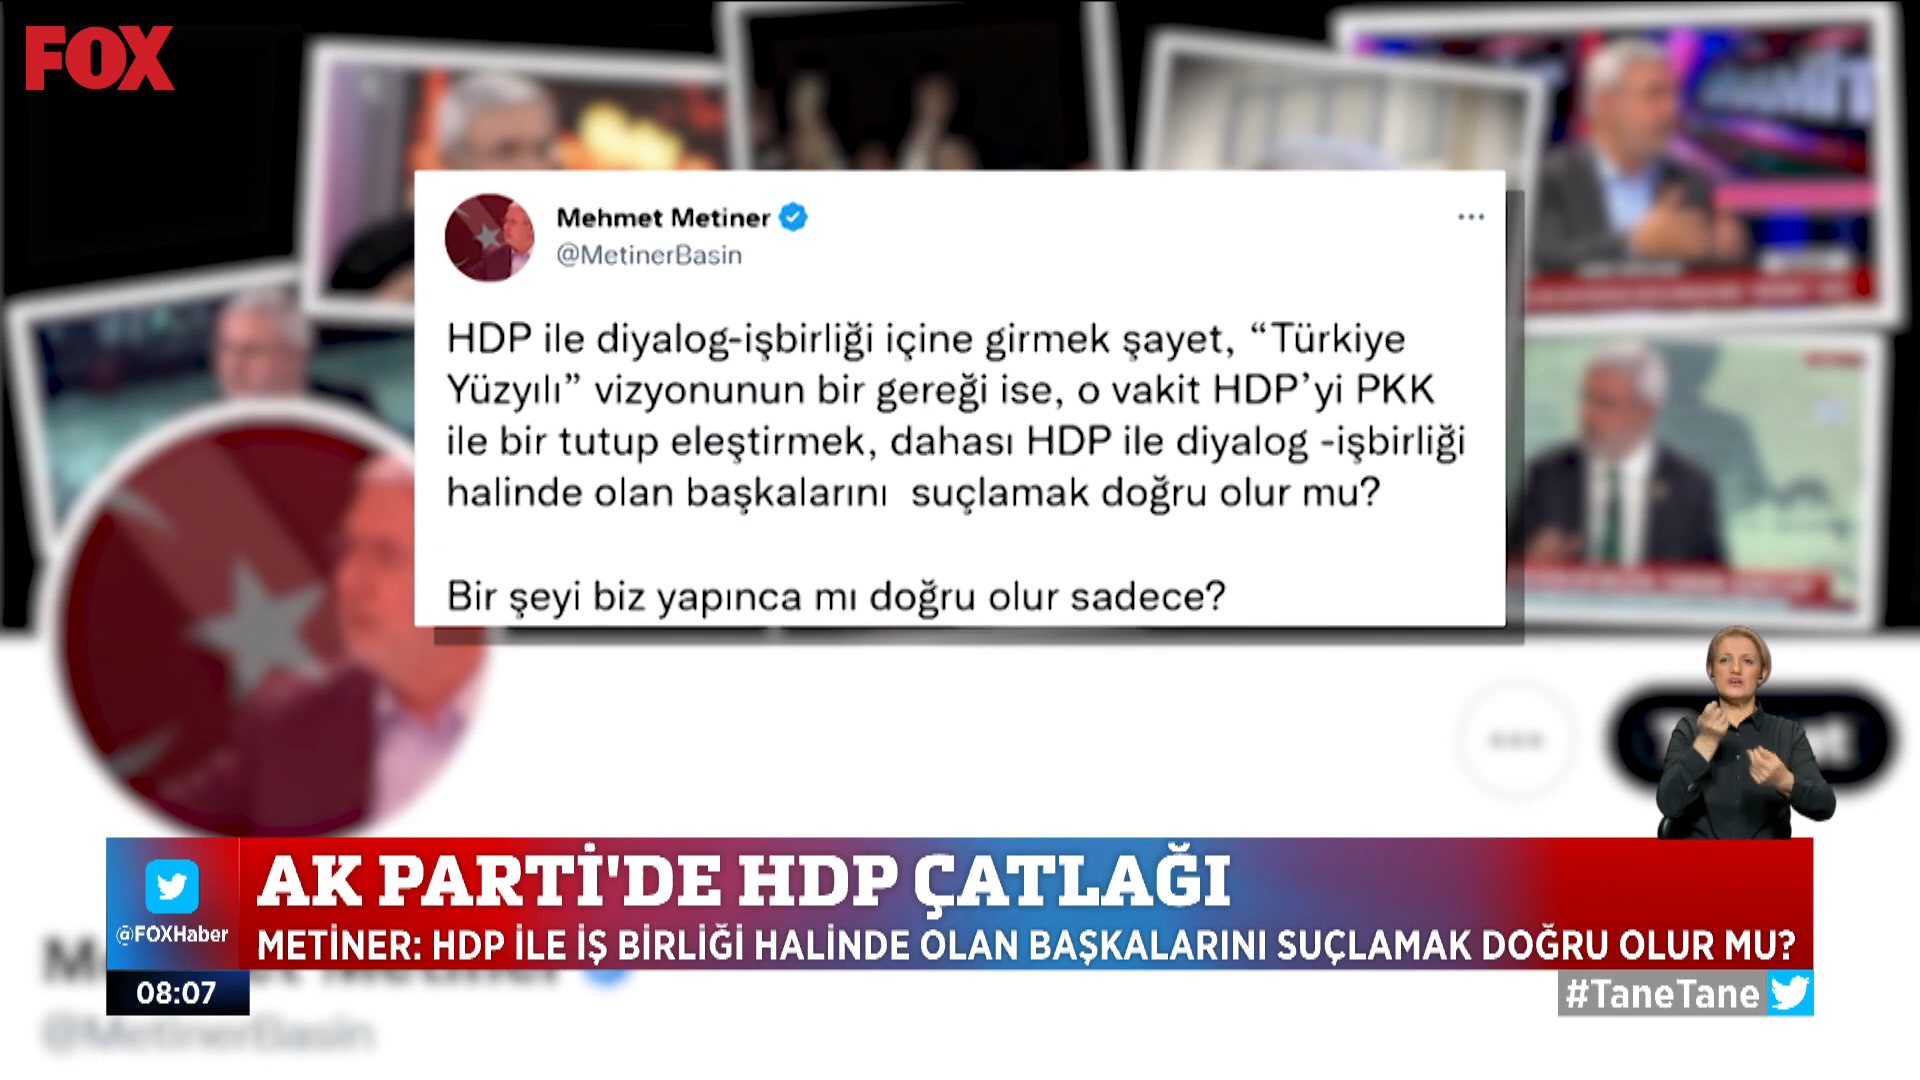 FOX
Mehmet Metiner
@MetinerBasin
HDP ile diyalog-işbirliği içine girmek şayet, “Türkiye
Yüzyılı” vizyonunun bir gereği ise, o vakit HDP’yi PKK
ile bir tutup eleştirmek, dahası HDP ile diyalog -işbirliği
halinde olan başkalarını  suçlamak doğru olur mu?
Bir şeyi biz yapınca mı doğru olur sadece?
AK PARTİ'DE HDP ÇATLAĞI
@FOXHaber
METİNER: HDP İLE İŞ BİRLİĞİ HALİNDE OLAN BAŞKALARINI SUÇLAMAK DOĞRU OLUR MU?
08:07
#TaneTane
@MetinerBasin